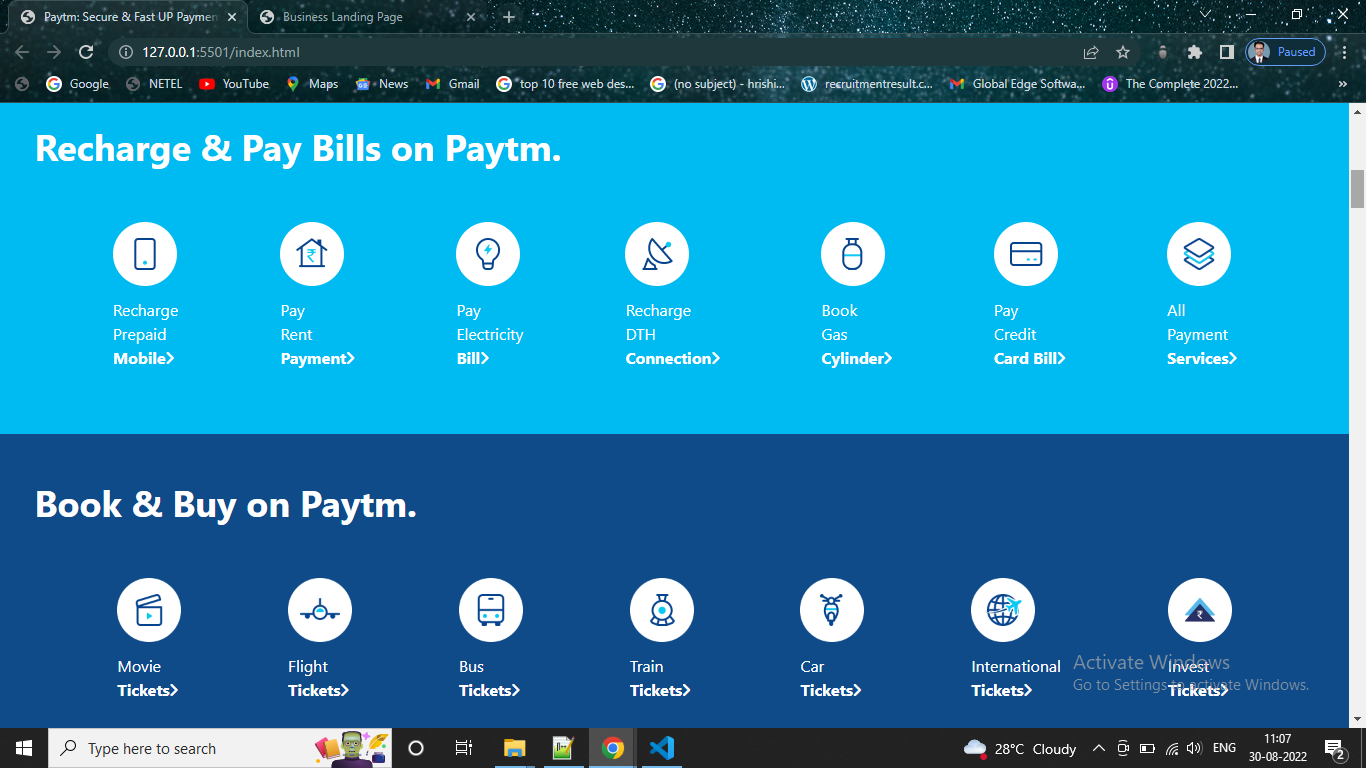 Paytm: Secure & Fast UP Paymen
Business Landing Page
127.0.0.1:5501/index.html
Paused
Google
NETEL
YouTube
Maps
News
Gmail
top 10 free web des...
(no subject) - hrishi...
recruitmentresult.c...
Global Edge Softwa...
The Complete 2022...
Recharge & Pay Bills on Paytm.
Recharge
Prepaid
Mobile
Pay
Rent
Payment
Pay
Electricity
Bill
Recharge
DTH
Connection
Book
Gas
Cylinder
Pay
Credit
Card Bill
All
Payment
Services
Book & Buy on Paytm.
Movie
Tickets
Flight
Tickets
Bus
Tickets
Train
Tickets
Car
Tickets
International
Tickets
Invest
Tickets
Activate Windows
Go to Settings to activate Windows.
Type here to search
28°C Cloudy
ENG
11:07
30-08-2022
2